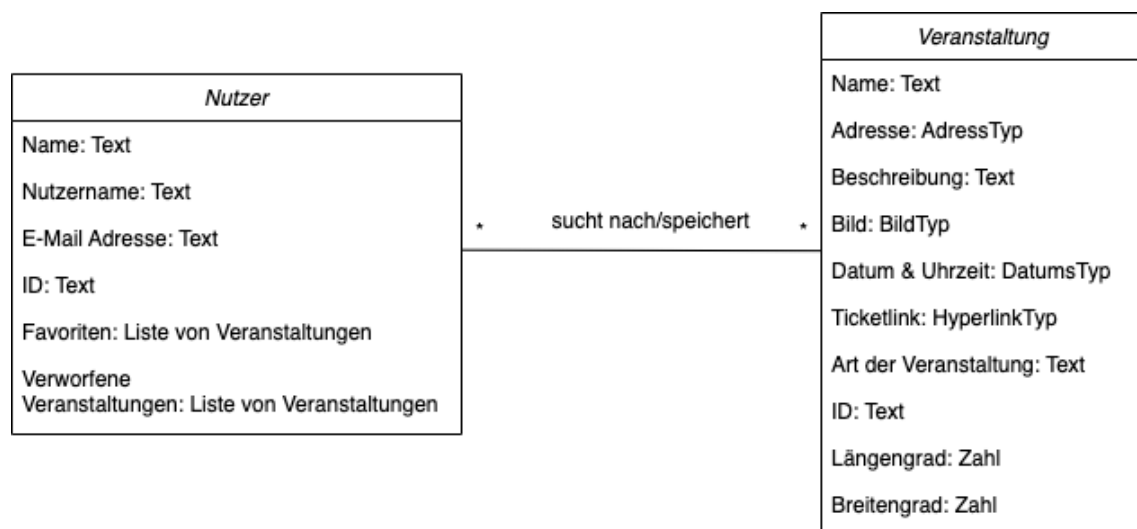 Nutzer
Name: Text
Nutzername: Text
E-Mail Adresse: Text
ID: Text
Favoriten: Liste von Veranstaltungen
Verworfene
Veranstaltungen: Liste von Veranstaltungen
* sucht nach/speichert *
Veranstaltung
Name: Text
Adresse: AdressTyp
Beschreibung: Text
Bild: BildTyp
Datum & Uhrzeit: DatumsTyp
Ticketlink: HyperlinkTyp
Art der Veranstaltung: Text
ID: Text
Längengrad: Zahl
Breitengrad: Zahl